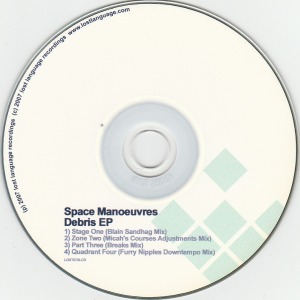 (p) 2007 lost language recordings (c) 2007 lost language recordings www.lostlanguage.com
Space Manoeuvres
Debris EP
1) Stage One (Blain Sandhag Mix)
2) Zone Two (Micah's Courses Adjustments Mix)
3) Part Three (Breaks Mix)
4) Quadrant Four (Furry Nipples Downtempo Mix)